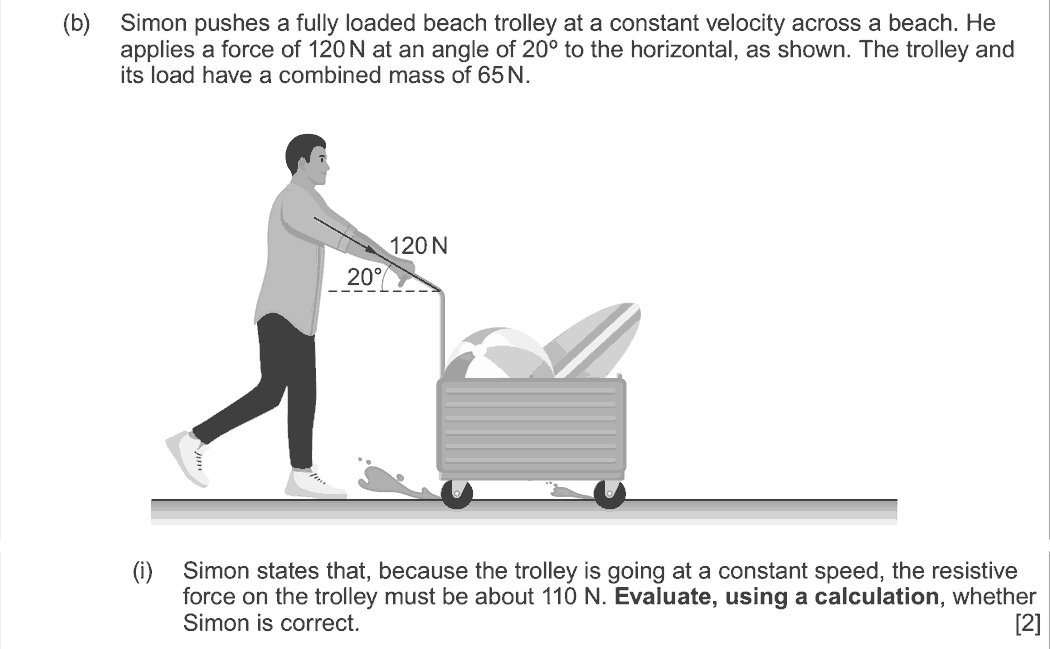 (b) Simon pushes a fully loaded beach trolley at a constant velocity across a beach. He
applies a force of 120 N at an angle of 20º to the horizontal, as shown. The trolley and
its load have a combined mass of 65 N.
120 N
20°
(i) Simon states that, because the trolley is going at a constant speed, the resistive
force on the trolley must be about 110 N. Evaluate, using a calculation, whether
Simon is correct. [2]